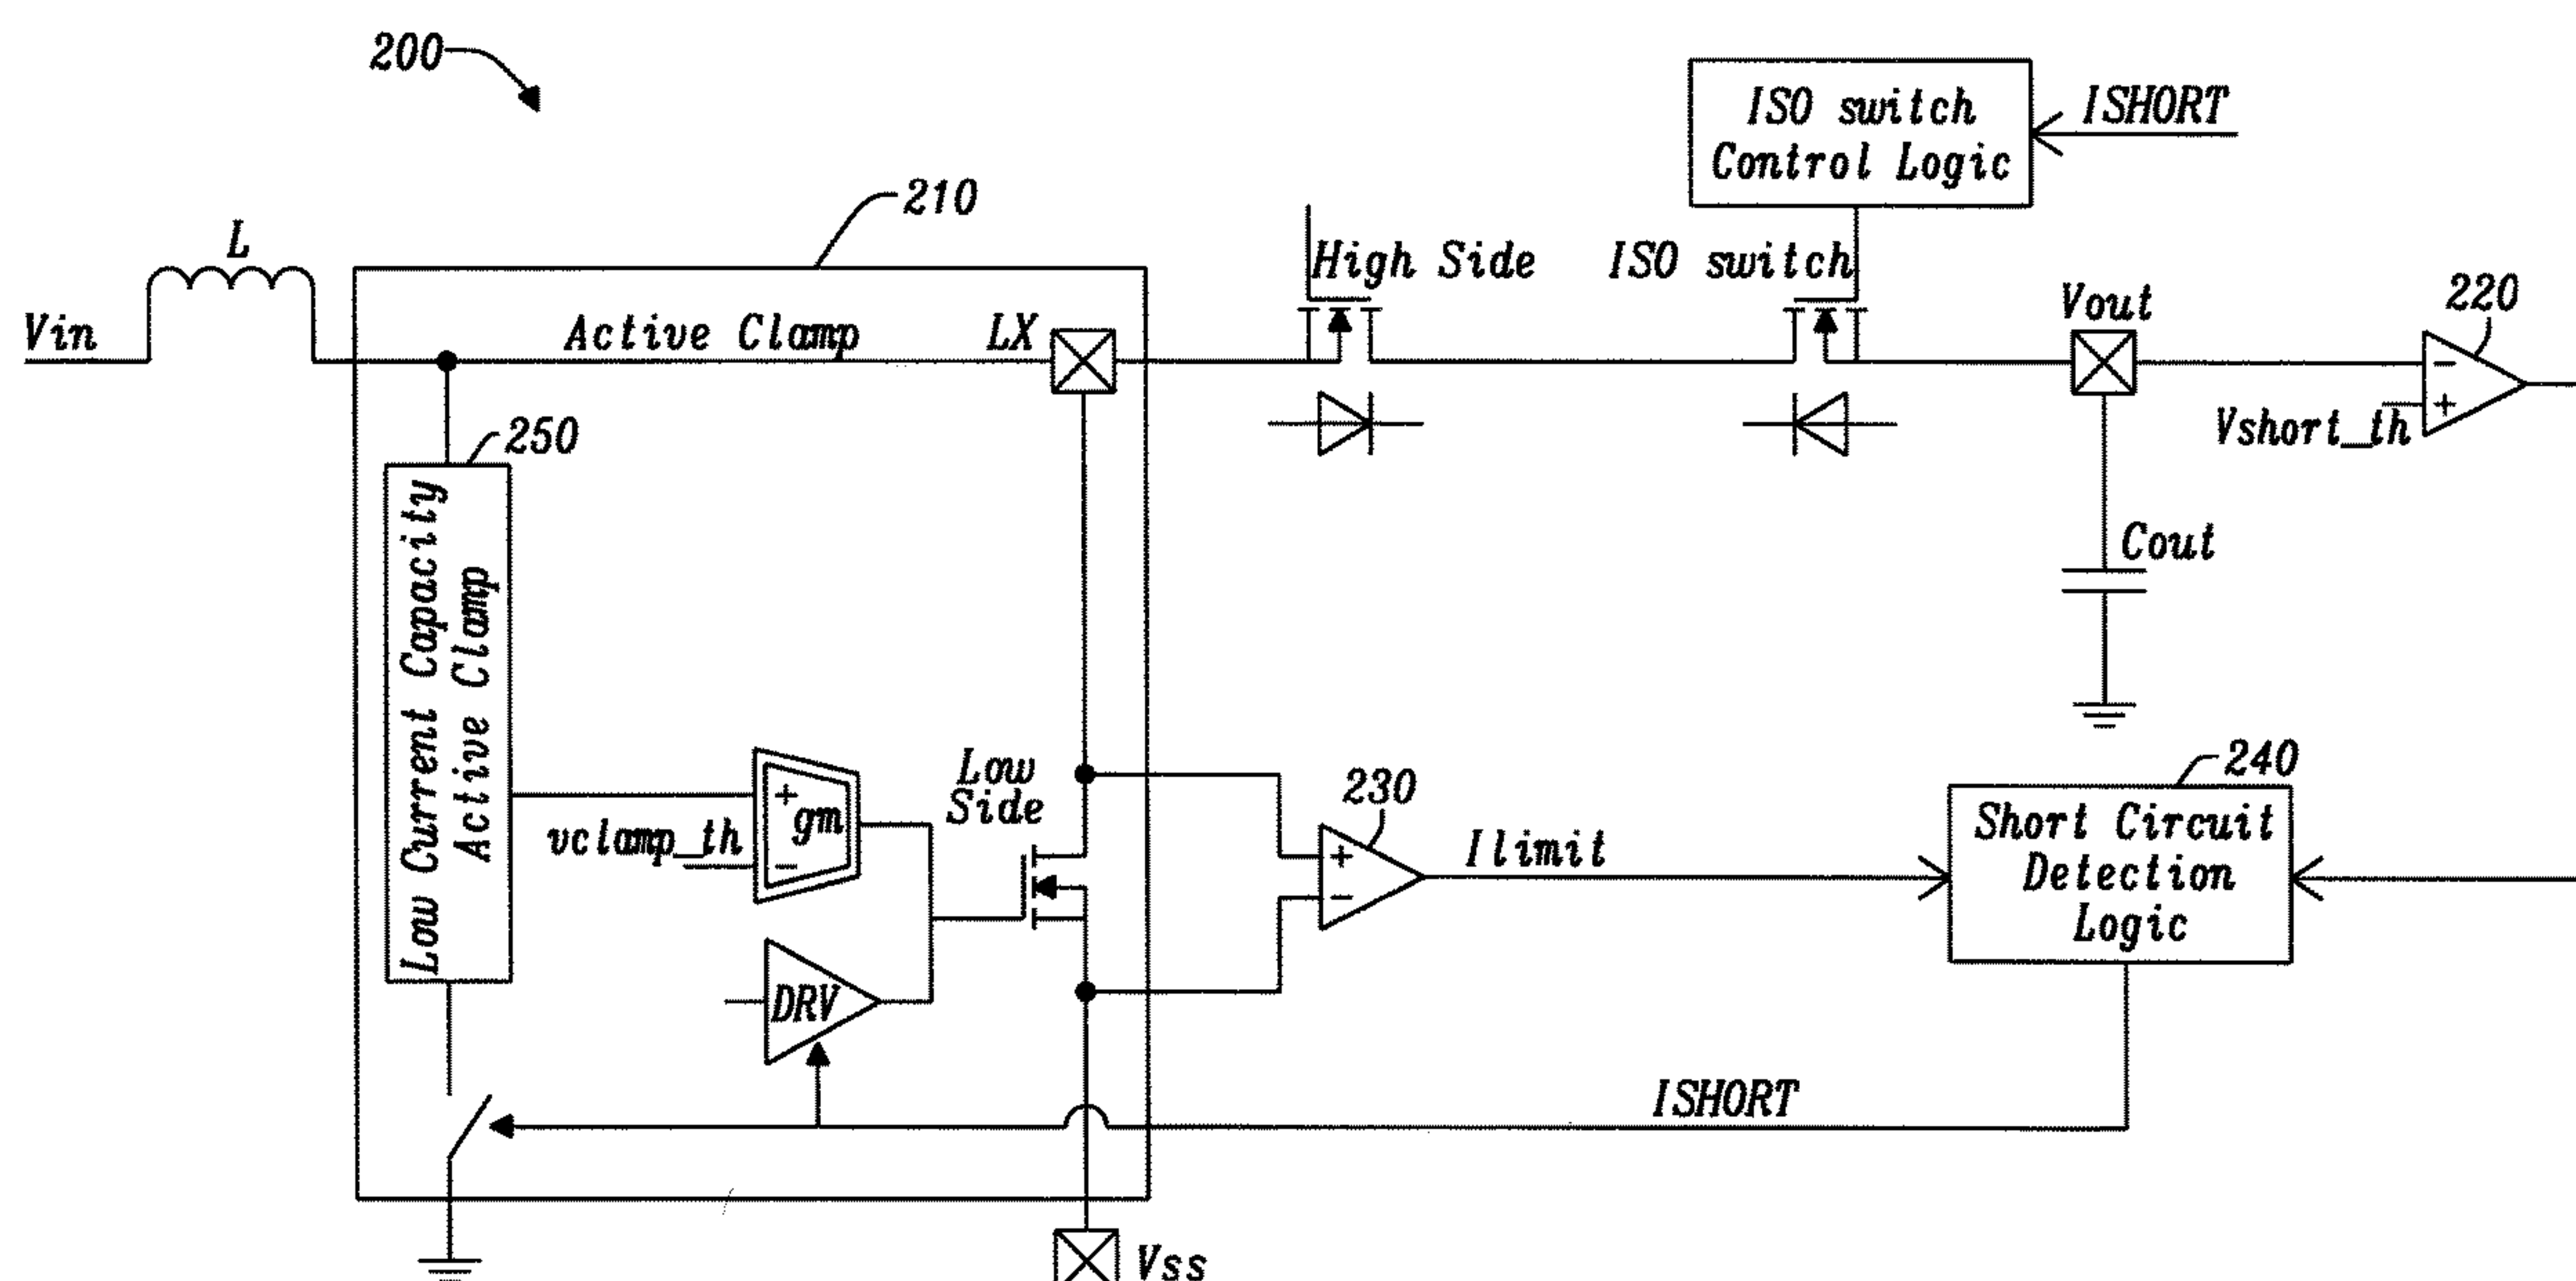 200
ISO switch
Control Logic
ISHORT
210
L
High Side
ISO switch
Vin
Active Clamp
LX
Vout
220
-
+
Vshort_th
250
Low Current Capacity
Active Clamp
Cout
Low
Side
+
gm
-
vclamp_th
230
+
-
Ilimit
240
Short Circuit
Detection
Logic
DRV
ISHORT
Vss